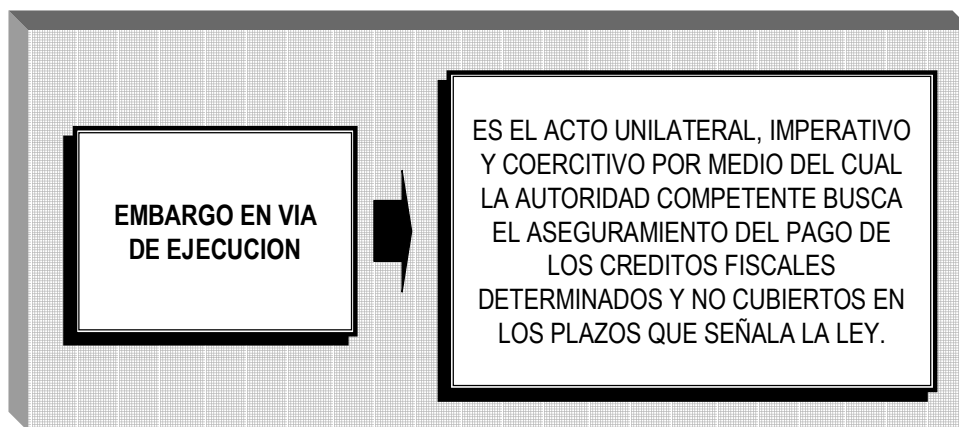 EMBARGO EN VIA
DE EJECUCION
ES EL ACTO UNILATERAL, IMPERATIVO
Y COERCITIVO POR MEDIO DEL CUAL
LA AUTORIDAD COMPETENTE BUSCA
EL ASEGURAMIENTO DEL PAGO DE
LOS CREDITOS FISCALES
DETERMINADOS Y NO CUBIERTOS EN
LOS PLAZOS QUE SEÑALA LA LEY.